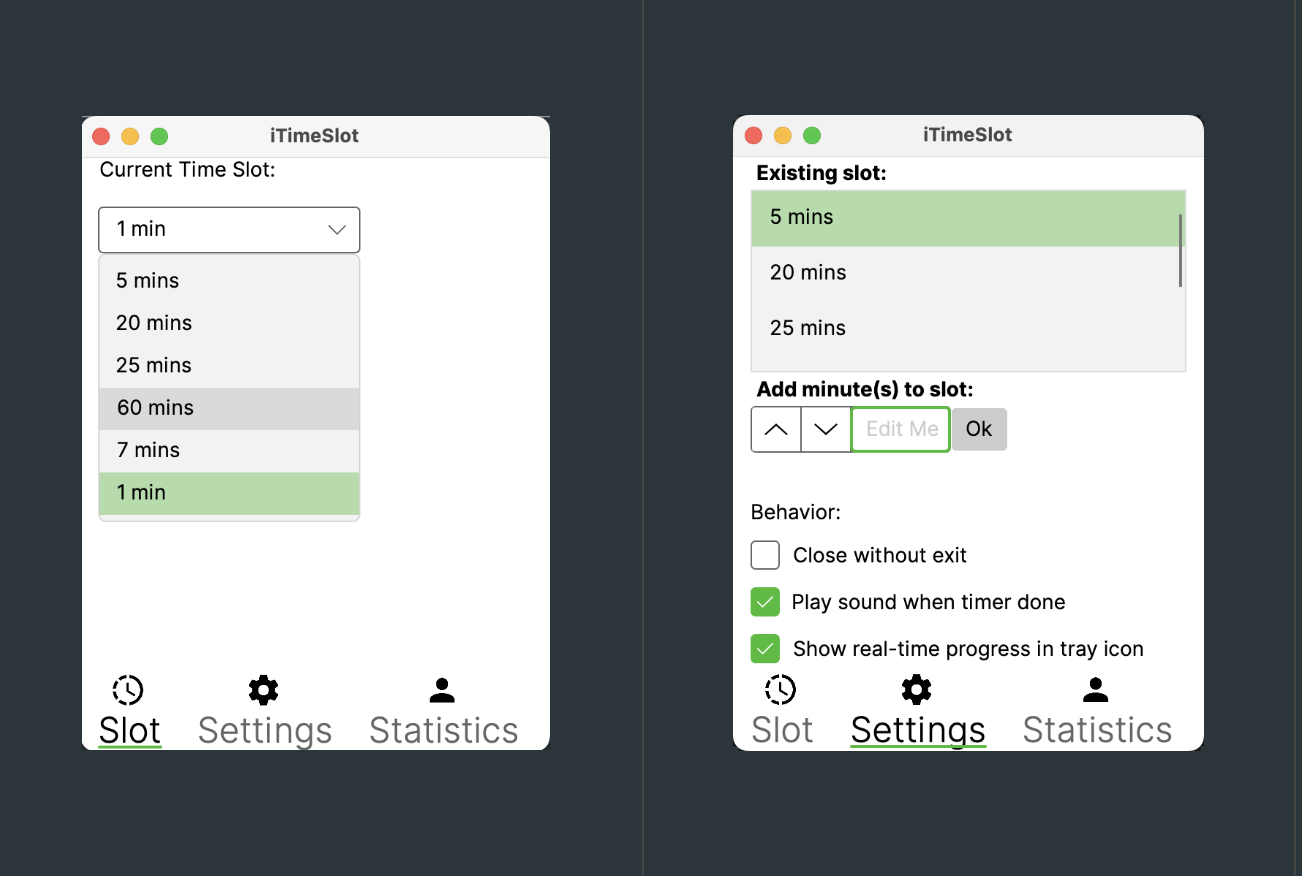 iTimeSlot
Current Time Slot:
1 min
5 mins
20 mins
25 mins
60 mins
7 mins
1 min
Slot Settings Statistics
iTimeSlot
Existing slot:
5 mins
20 mins
25 mins
Add minute(s) to slot:
Edit Me Ok
Behavior:
Close without exit
Play sound when timer done
Show real-time progress in tray icon
Slot Settings Statistics